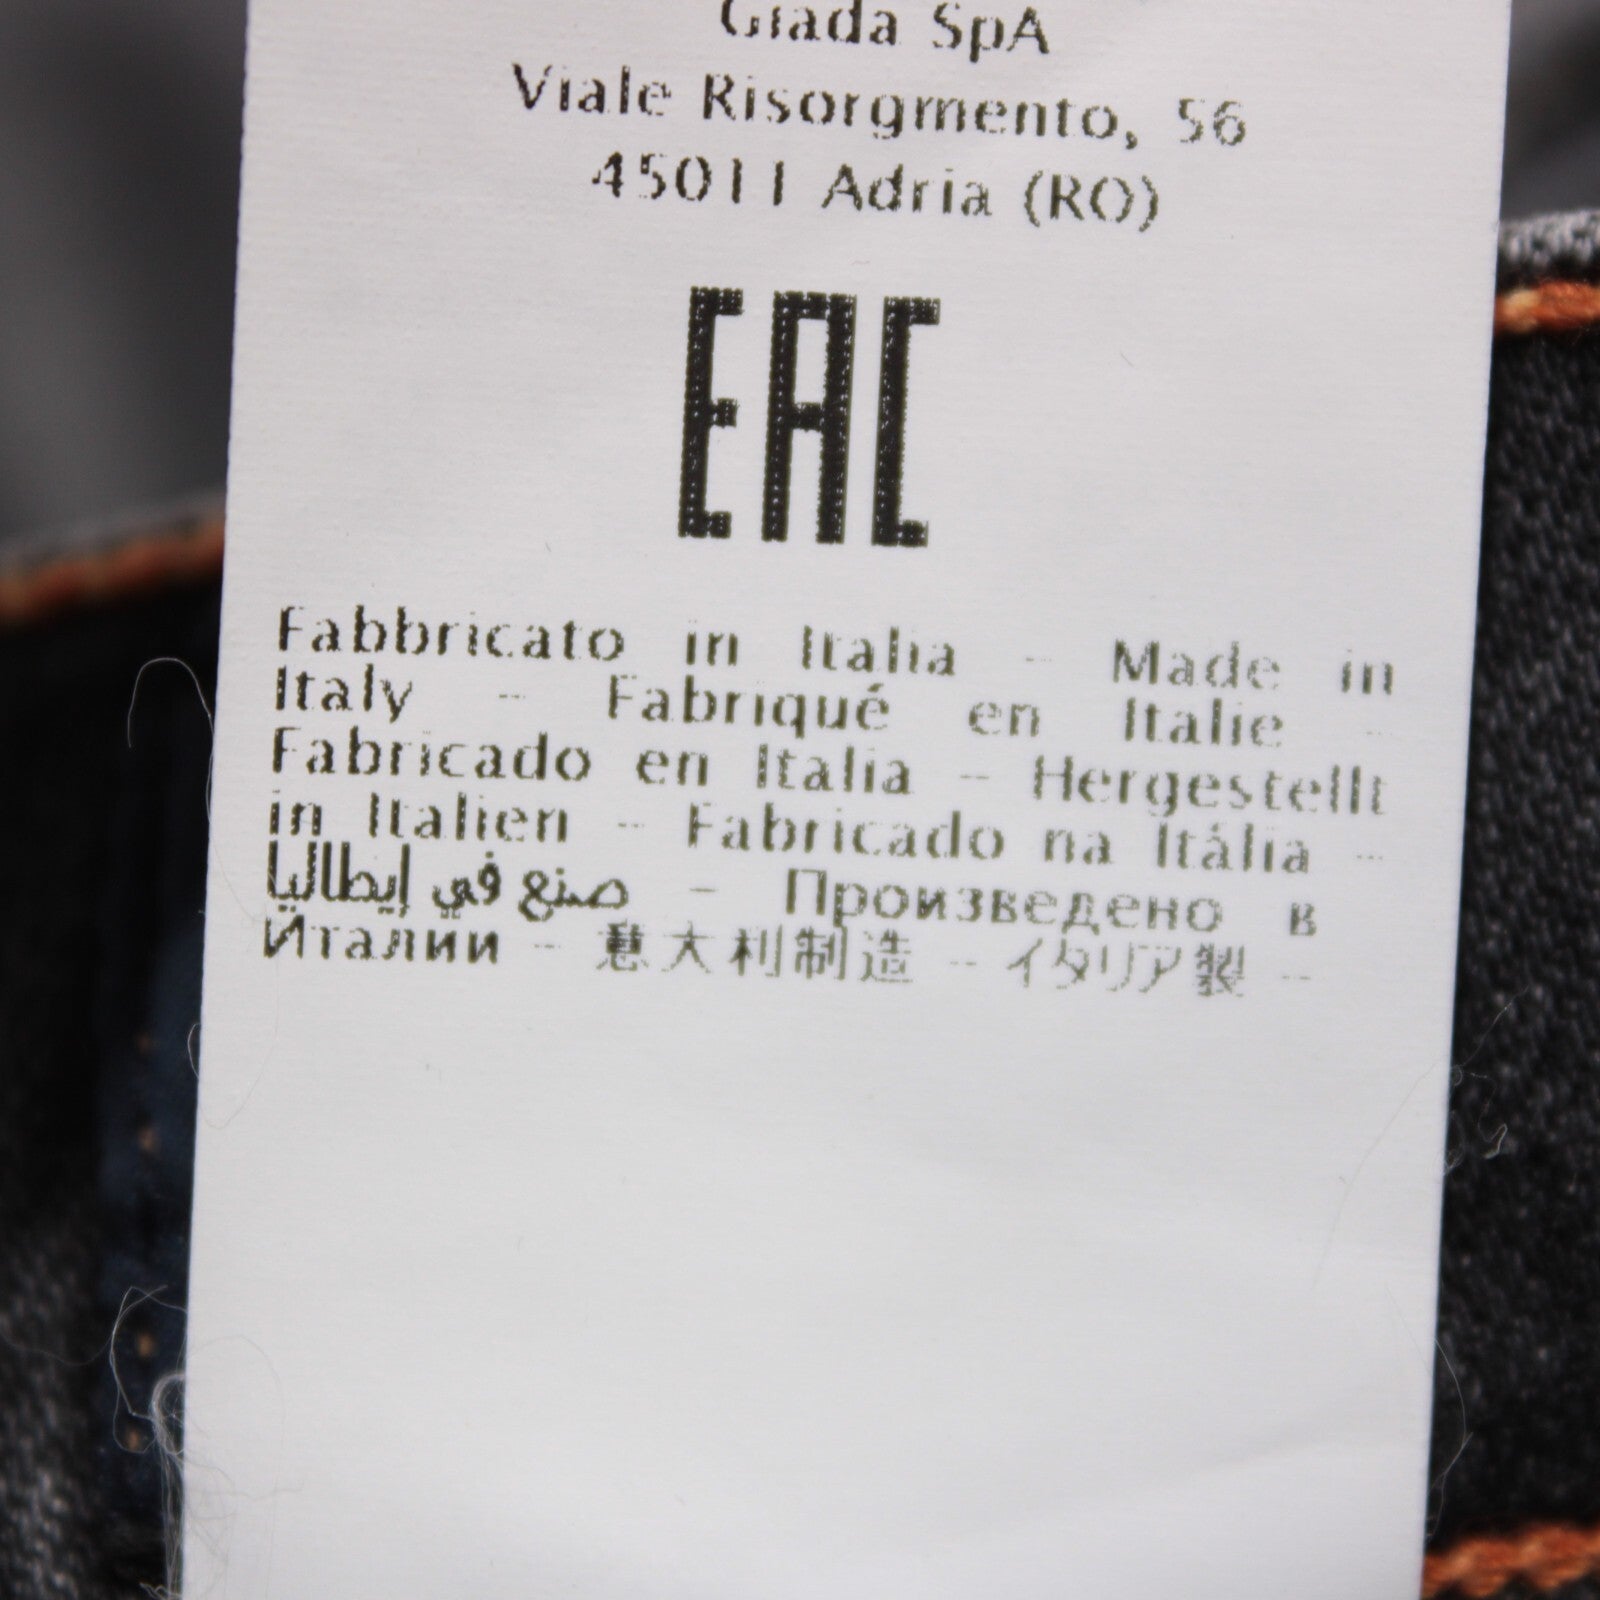 Giada SpA
Viale Risorgmento, 56
45011 Adria (RO)
EAC
Fabbricato in Italia - Made in
Italy - Fabriqué en Italie -
Fabricado en Italia - Hergestellt
in Italien - Fabricado na Itália -
صنع في إيطاليا - Произведено в
Италии - 意大利制造 - イタリア製 -